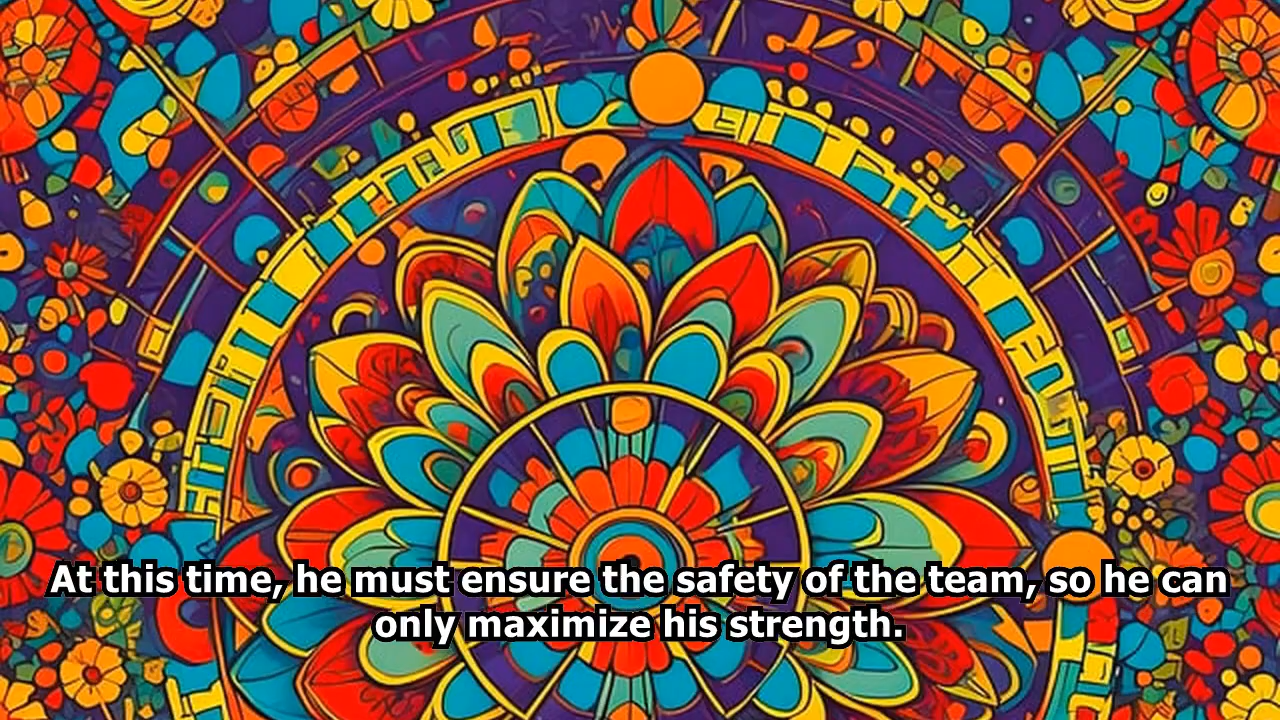 At this time, he must ensure the safety of the team, so he can
only maximize his strength.